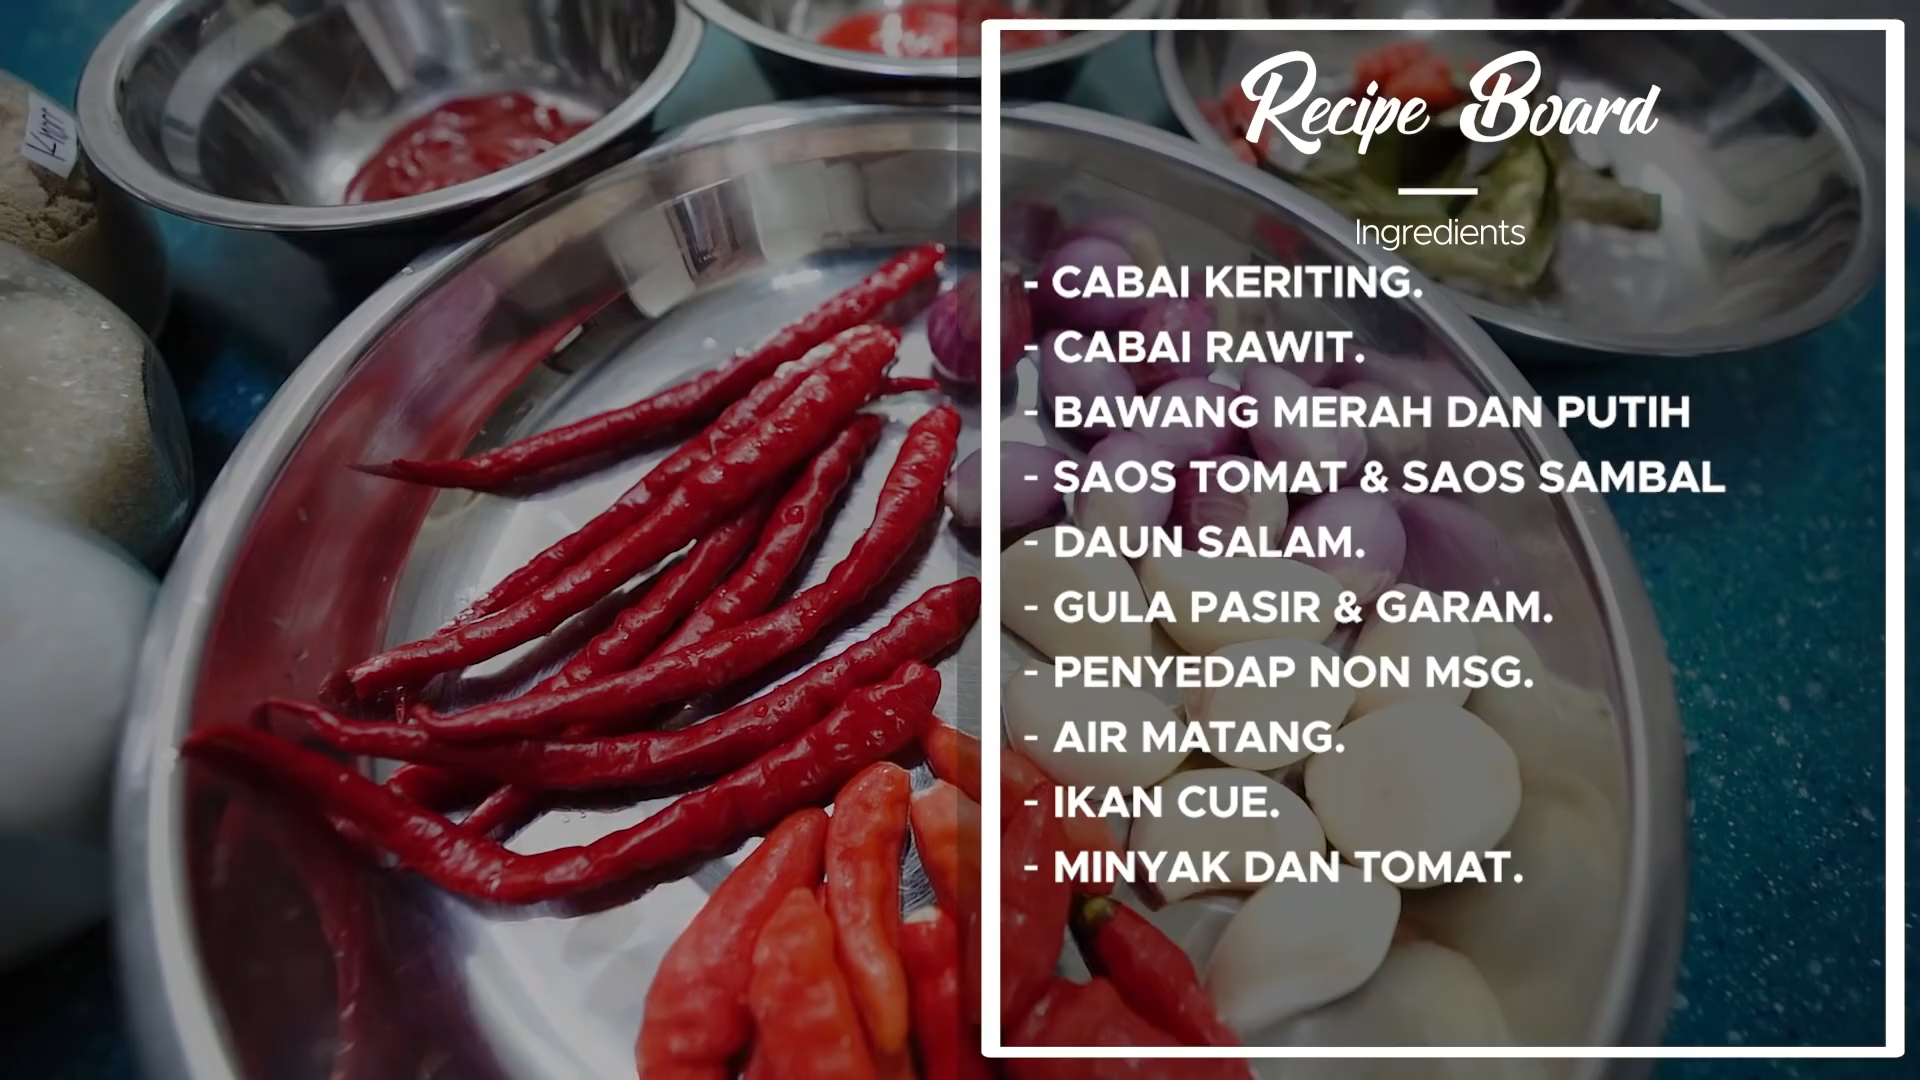 Recipe Board
Ingredients
- CABAI KERITING.
- CABAI RAWIT.
- BAWANG MERAH DAN PUTIH
- SAOS TOMAT & SAOS SAMBAL
- DAUN SALAM.
- GULA PASIR & GARAM.
- PENYEDAP NON MSG.
- AIR MATANG.
- IKAN CUE.
- MINYAK DAN TOMAT.